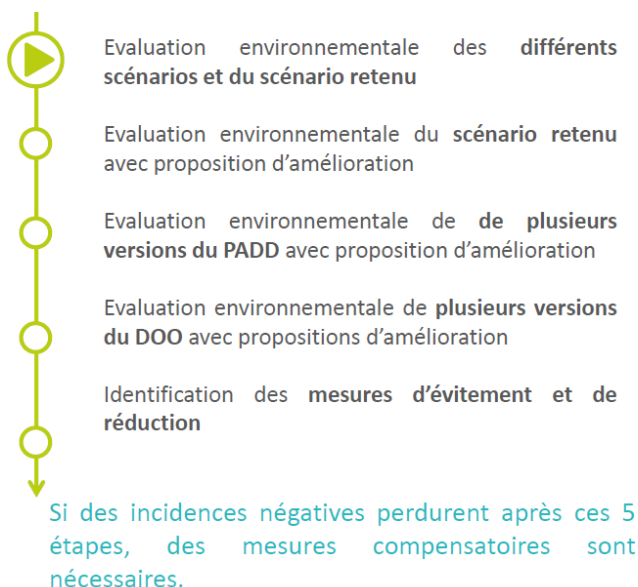 Evaluation environnementale des différents
scénarios et du scénario retenu
Evaluation environnementale du scénario retenu
avec proposition d’amélioration
Evaluation environnementale de de plusieurs
versions du PADD avec proposition d’amélioration
Evaluation environnementale de plusieurs versions
du DOO avec propositions d’amélioration
Identification des mesures d’évitement et de
réduction
Si des incidences négatives perdurent après ces 5
étapes, des mesures compensatoires sont
nécessaires.